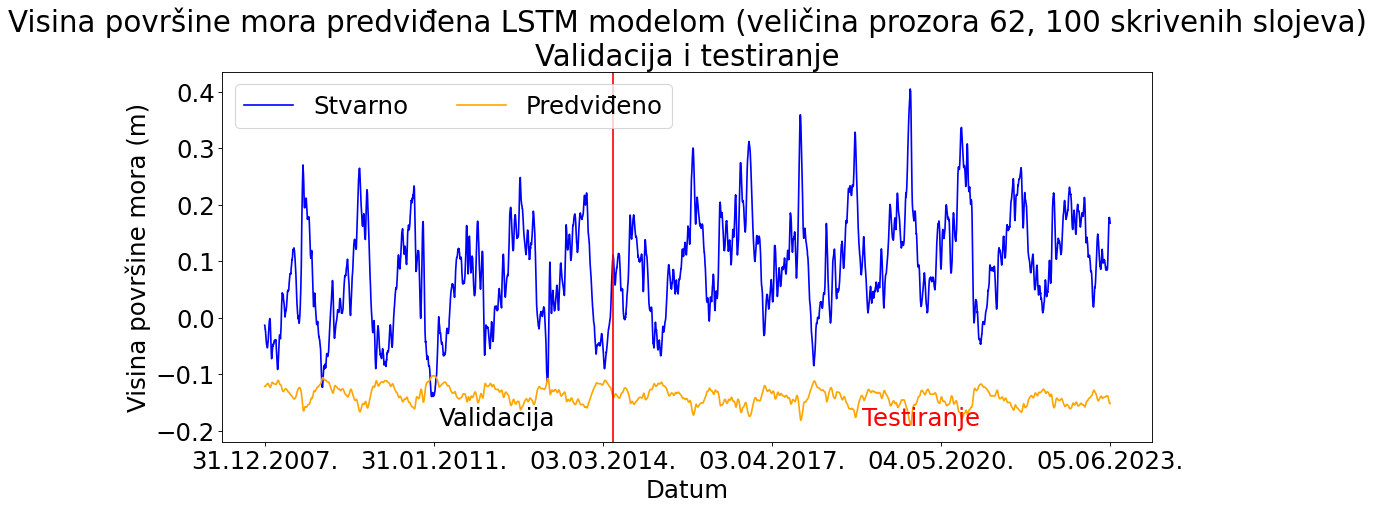 Visina površine mora predviđena LSTM modelom (veličina prozora 62, 100 skrivenih slojeva)
Validacija i testiranje
Stvarno
Predviđeno
Visina površine mora (m)
0.4
0.3
0.2
0.1
0.0
−0.1
−0.2
Validacija
Testiranje
31.12.2007.
31.01.2011.
03.03.2014.
03.04.2017.
04.05.2020.
05.06.2023.
Datum